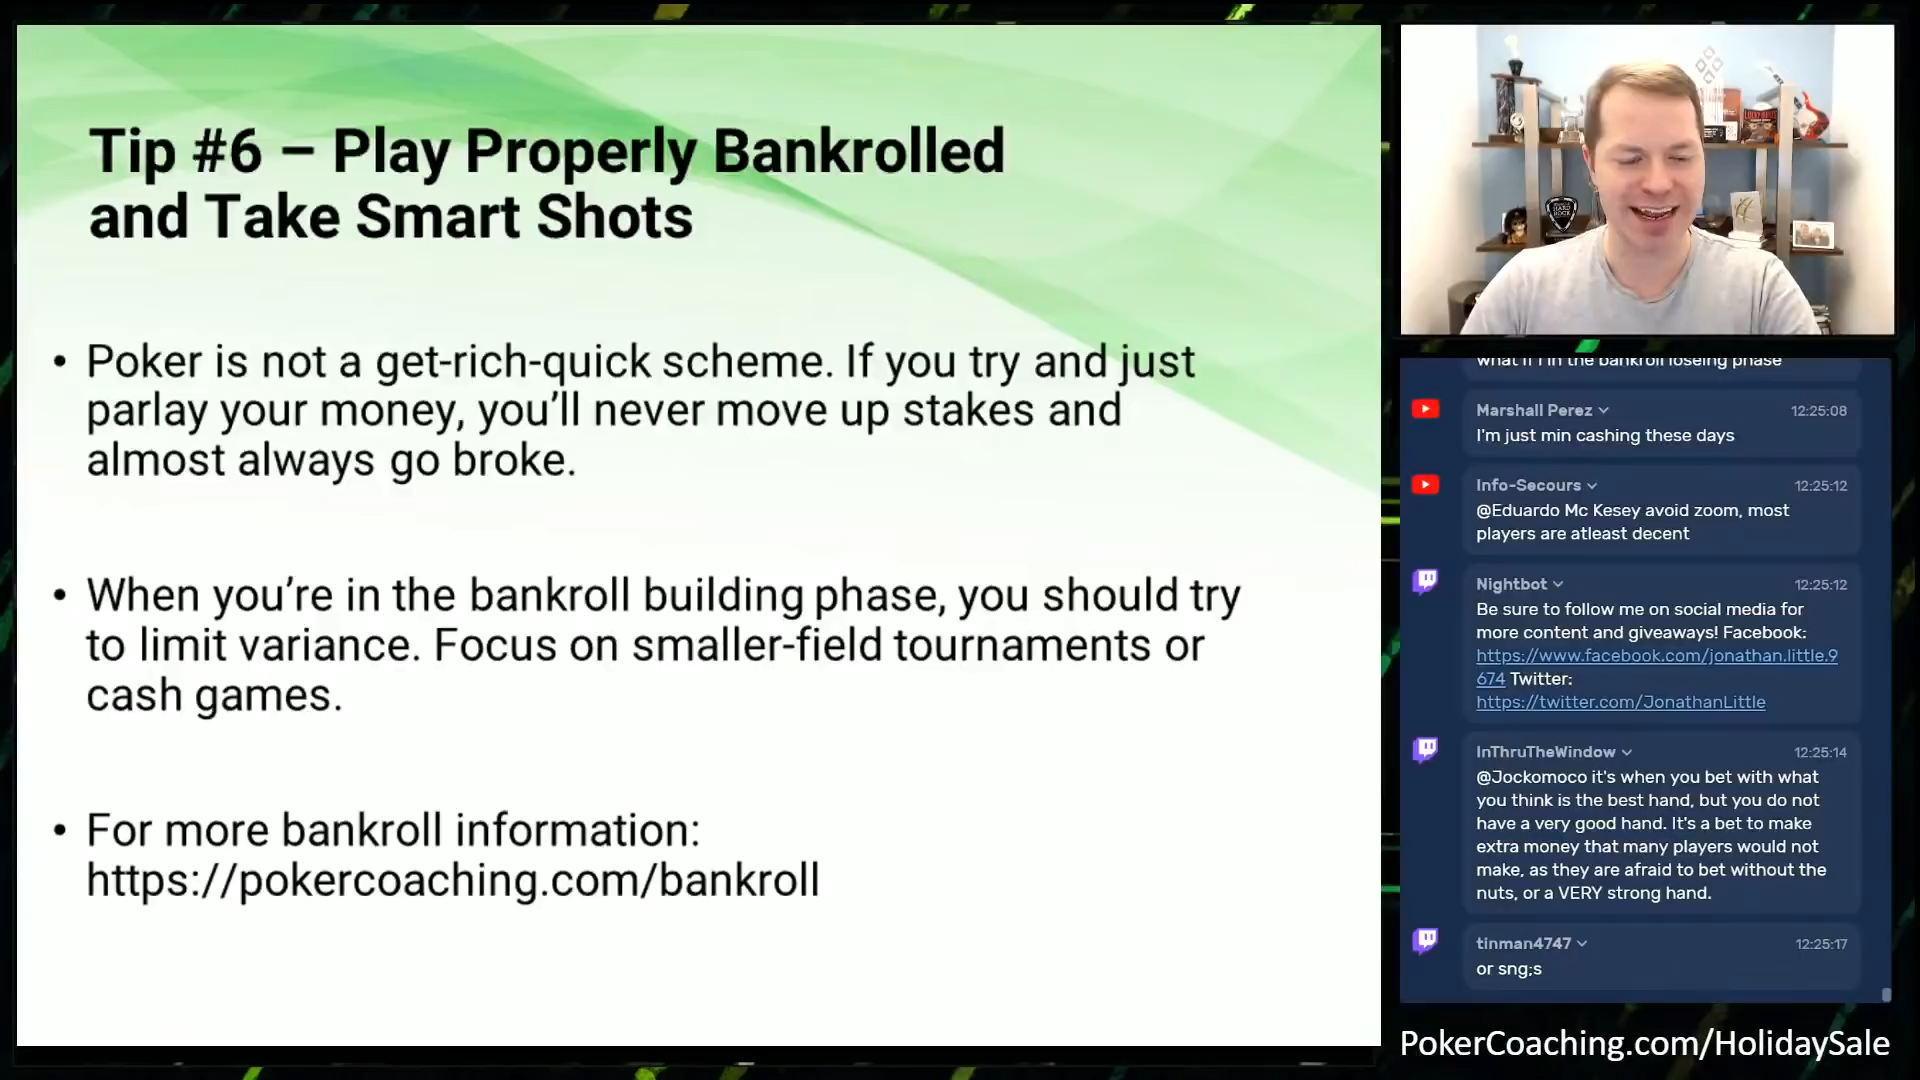 Tip #6 – Play Properly Bankrolled
and Take Smart Shots
• Poker is not a get-rich-quick scheme. If you try and just
parlay your money, you’ll never move up stakes and
almost always go broke.
• When you’re in the bankroll building phase, you should try
to limit variance. Focus on smaller-field tournaments or
cash games.
• For more bankroll information:
https://pokercoaching.com/bankroll
HARD
ROCK
what if i in the bankroll loseing phase
Marshall Perez 12:25:08
I'm just min cashing these days
Info-Secours 12:25:12
@Eduardo Mc Kesey avoid zoom, most
players are atleast decent
Nightbot 12:25:12
Be sure to follow me on social media for
more content and giveaways! Facebook:
https://www.facebook.com/jonathan.little.9
674 Twitter:
https://twitter.com/JonathanLittle
InThruTheWindow 12:25:14
@Jockomoco it's when you bet with what
you think is the best hand, but you do not
have a very good hand. It's a bet to make
extra money that many players would not
make, as they are afraid to bet without the
nuts, or a VERY strong hand.
tinman4747 12:25:17
or sng;s
PokerCoaching.com/HolidaySale